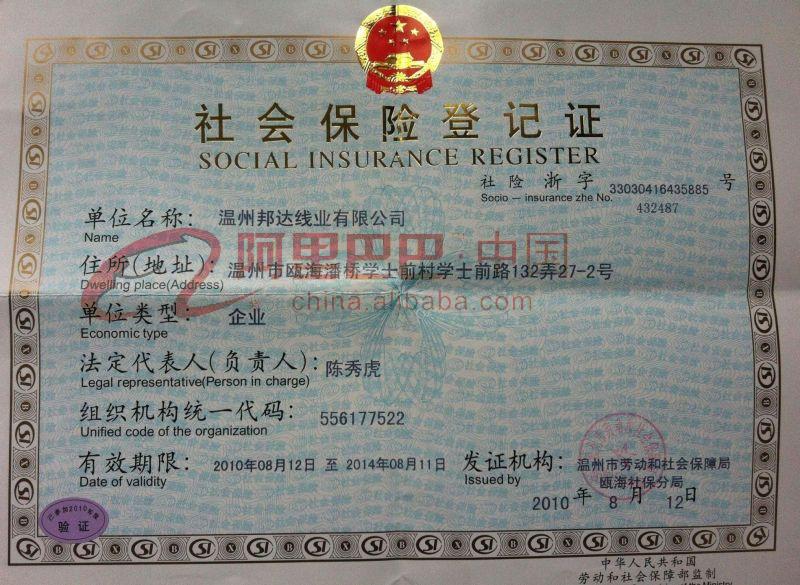 社会保险登记证
SOCIAL INSURANCE REGISTER
社险 浙 字 33030416435885 号
Socio — insurance zhe No. 432487
单位名称: 温州邦达线业有限公司
Name
阿里巴巴·中国
住所(地址): 温州市瓯海潘桥学士前村学士前路132弄27-2号
Dwelling place(Address)
china.alibaba.com
单位类型: 企业
Economic type
法定代表人(负责人): 陈秀虎
Legal representative(Person in charge)
组织机构统一代码: 556177522
Unified code of the organization
有效期限: 2010年08月12日 至 2014年08月11日
Date of validity
发证机构: 温州市劳动和社会保障局
Issued by 瓯海社保分局
2010 年 8 月 12日
已参加2010年度
验证
中华人民共和国
劳动和社会保障部监制